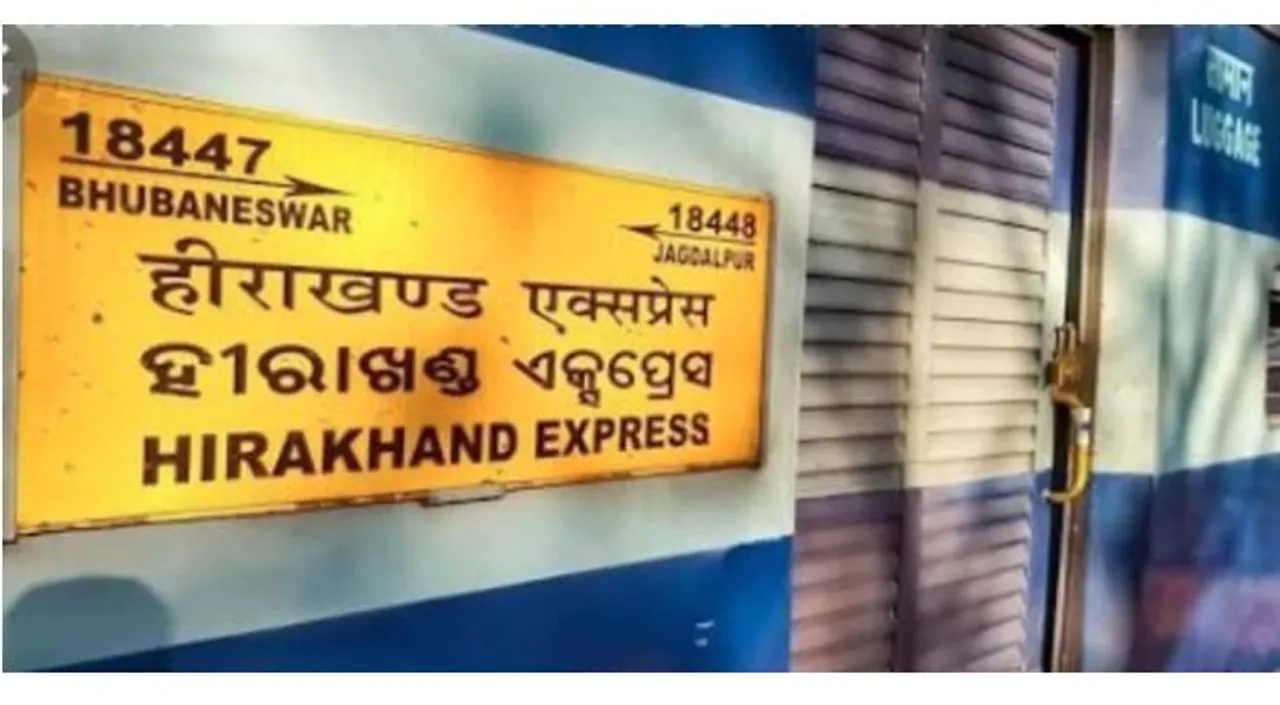 18447
BHUBANESWAR
18448
JAGDALPUR
हीराखण्ड एक्सप्रेस
ହୀରାଖଣ୍ଡ ଏକ୍ସପ୍ରେସ
HIRAKHAND EXPRESS
सामान
LUGGAGE